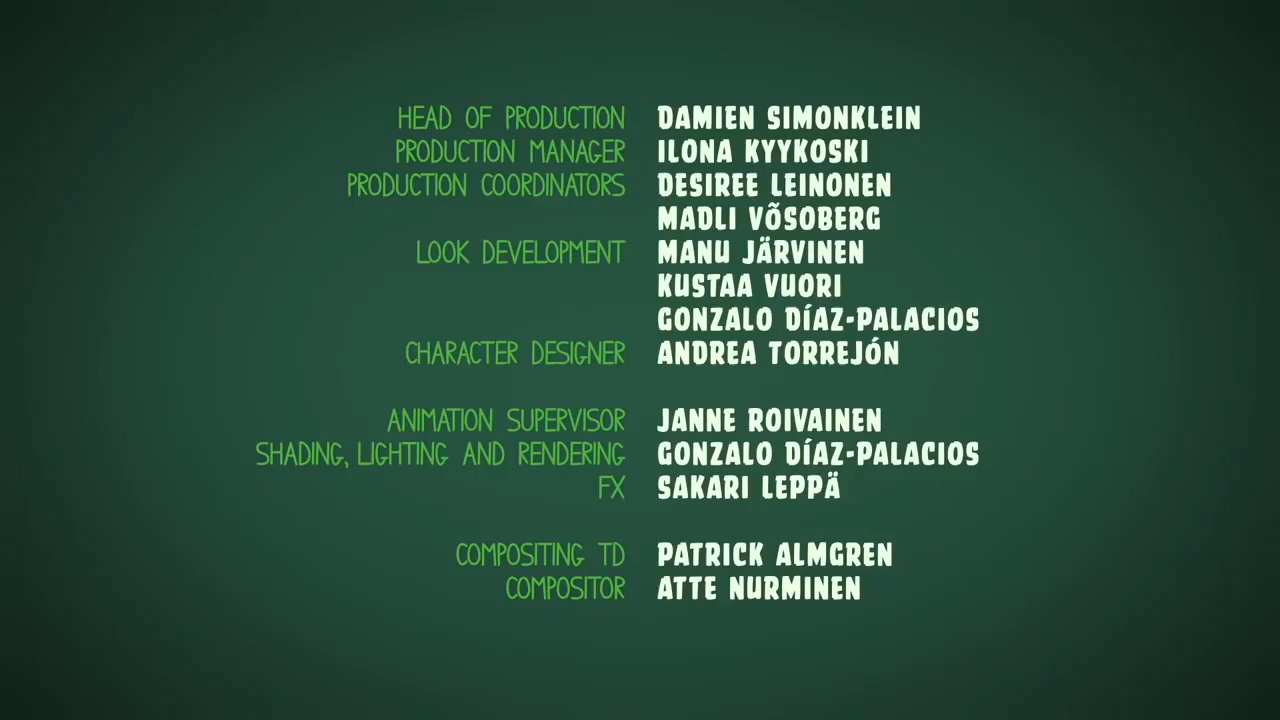 HEAD OF PRODUCTION DAMIEN SIMONKLEIN
PRODUCTION MANAGER ILONA KYYKOSKI
PRODUCTION COORDINATORS DESIREE LEINONEN
MADLI VÕSOBERG
LOOK DEVELOPMENT MANU JÄRVINEN
KUSTAA VUORI
GONZALO DÍAZ-PALACIOS
CHARACTER DESIGNER ANDREA TORREJÓN
ANIMATION SUPERVISOR JANNE ROIVAINEN
SHADING, LIGHTING AND RENDERING GONZALO DÍAZ-PALACIOS
FX SAKARI LEPPÄ
COMPOSITING TD PATRICK ALMGREN
COMPOSITOR ATTE NURMINEN